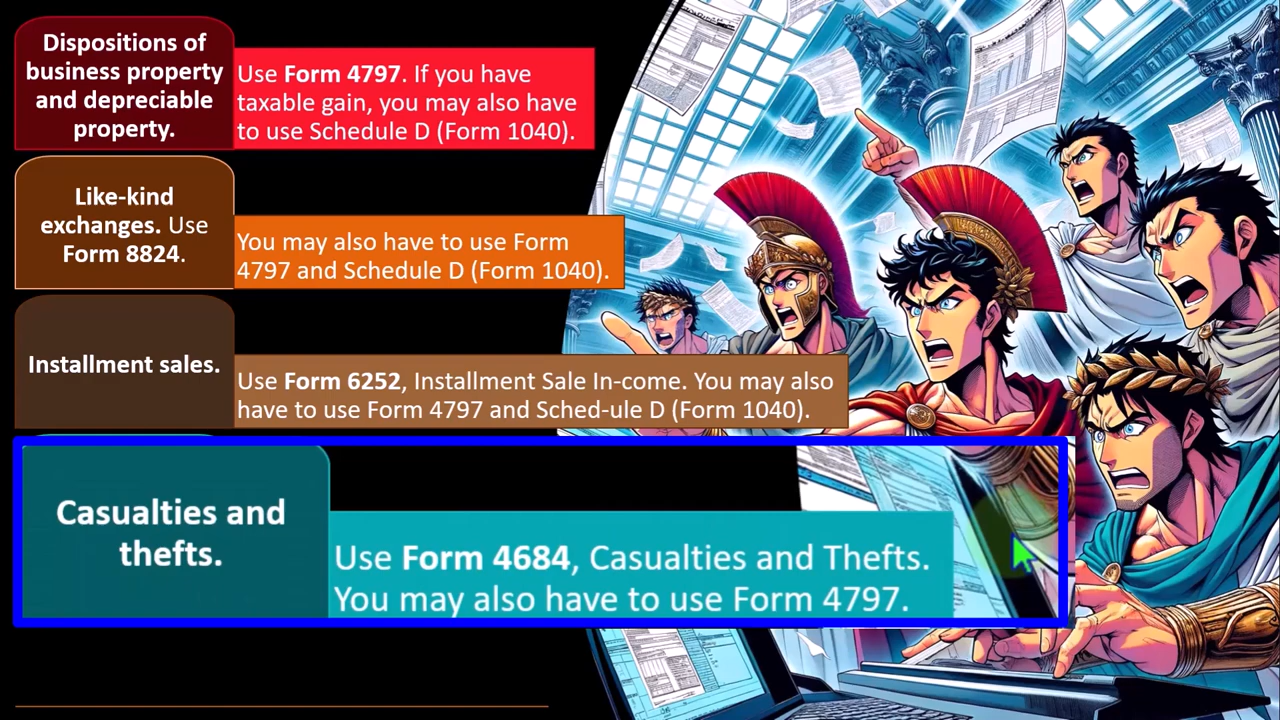 Dispositions of
business property
and depreciable
property.
Use Form 4797. If you have
taxable gain, you may also have
to use Schedule D (Form 1040).
Like-kind
exchanges. Use
Form 8824.
You may also have to use Form
4797 and Schedule D (Form 1040).
Installment sales.
Use Form 6252, Installment Sale In-come. You may also
have to use Form 4797 and Sched-ule D (Form 1040).
Casualties and
thefts.
Use Form 4684, Casualties and Thefts.
You may also have to use Form 4797.